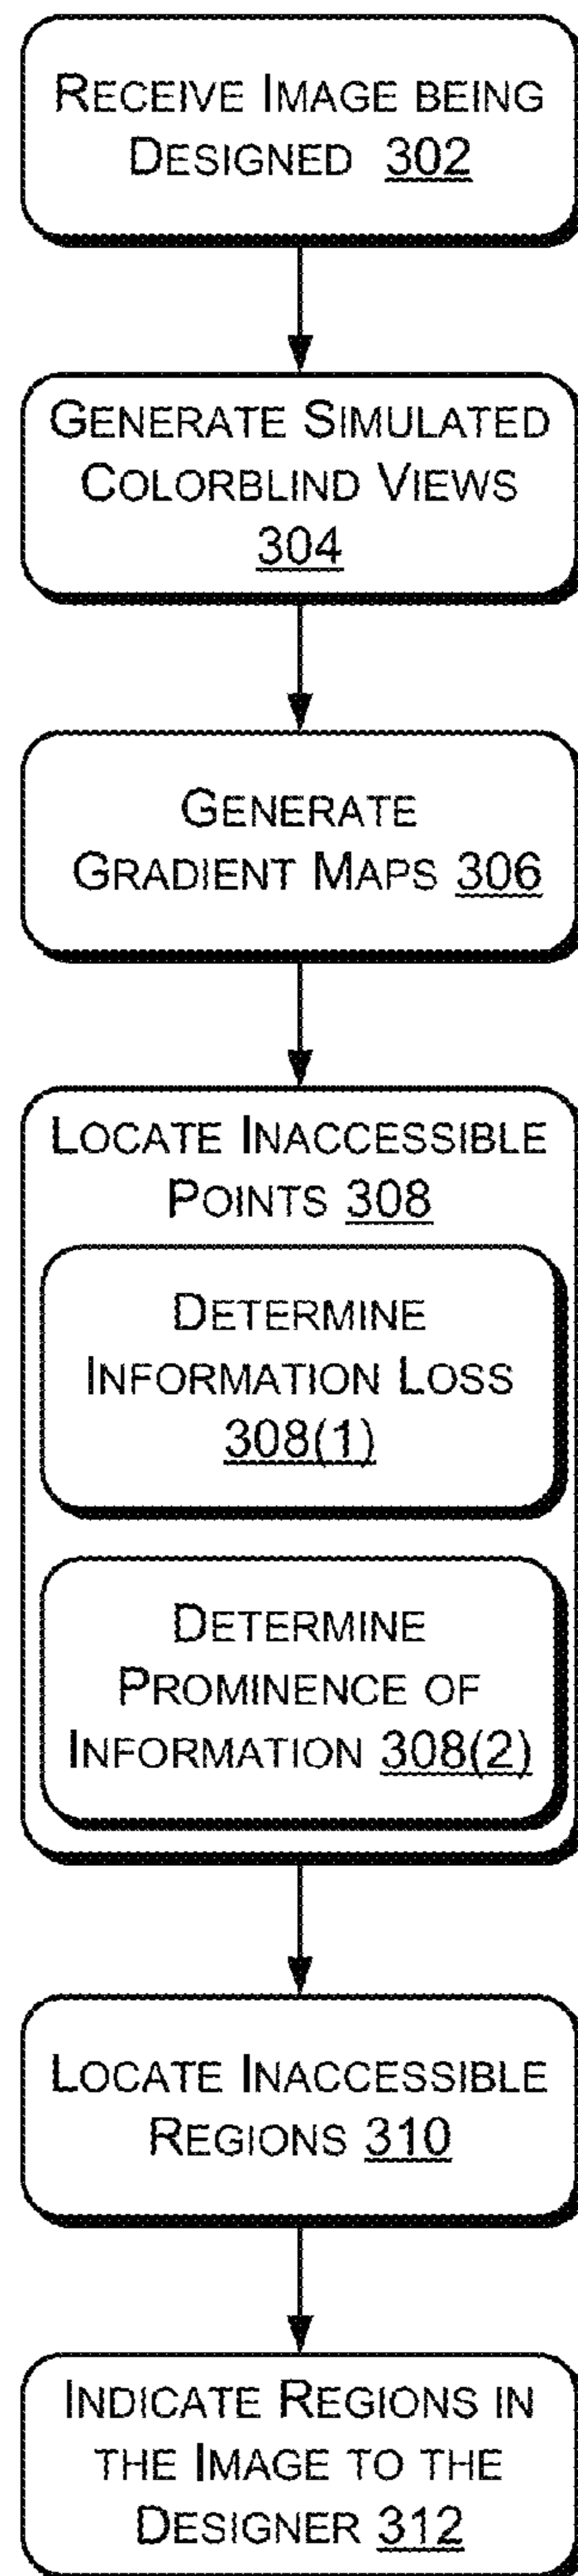 RECEIVE IMAGE BEING
DESIGNED 302
GENERATE SIMULATED
COLORBLIND VIEWS
304
GENERATE
GRADIENT MAPS 306
LOCATE INACCESSIBLE
POINTS 308
DETERMINE
INFORMATION LOSS
308(1)
DETERMINE
PROMINENCE OF
INFORMATION 308(2)
LOCATE INACCESSIBLE
REGIONS 310
INDICATE REGIONS IN
THE IMAGE TO THE
DESIGNER 312